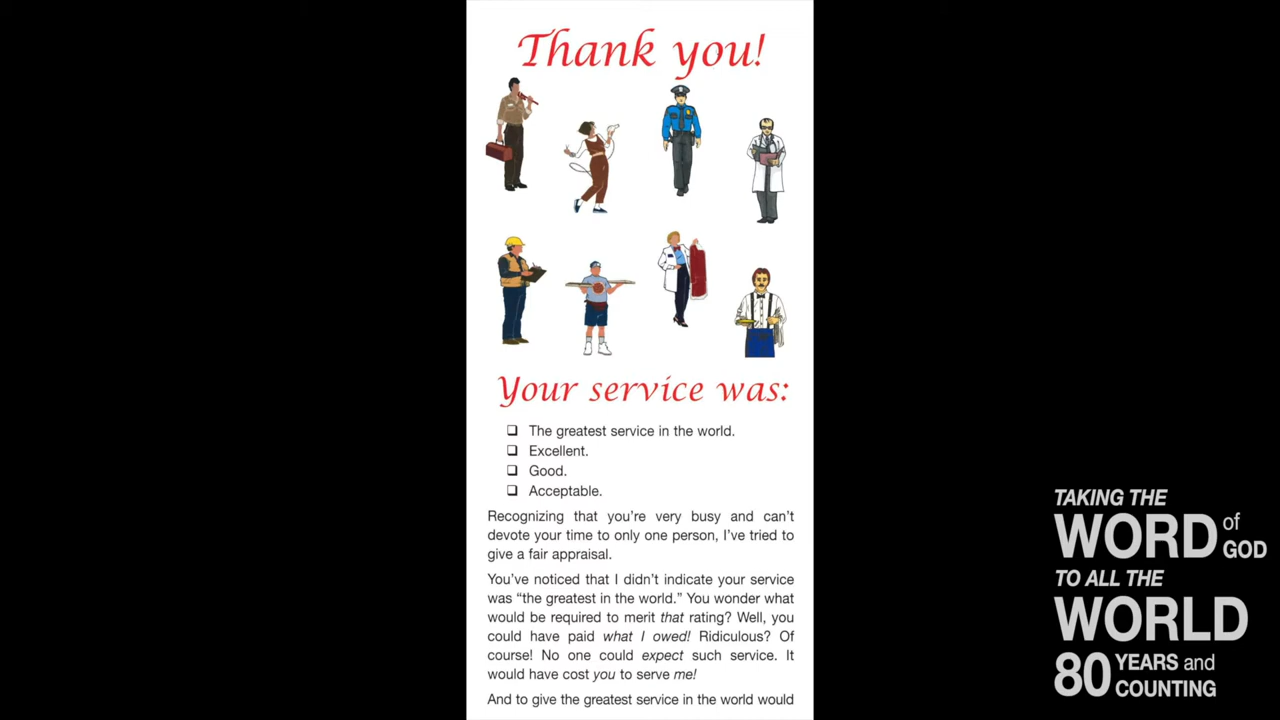 Thank you!
Your service was:
❏ The greatest service in the world.
❏ Excellent.
❏ Good.
❏ Acceptable.
Recognizing that you’re very busy and can’t
devote your time to only one person, I’ve tried to
give a fair appraisal.
You’ve noticed that I didn’t indicate your service
was “the greatest in the world.” You wonder what
would be required to merit that rating? Well, you
could have paid what I owed! Ridiculous? Of
course! No one could expect such service. It
would have cost you to serve me!
And to give the greatest service in the world would
TAKING THE
WORD of GOD
TO ALL THE
WORLD
80 YEARS and COUNTING